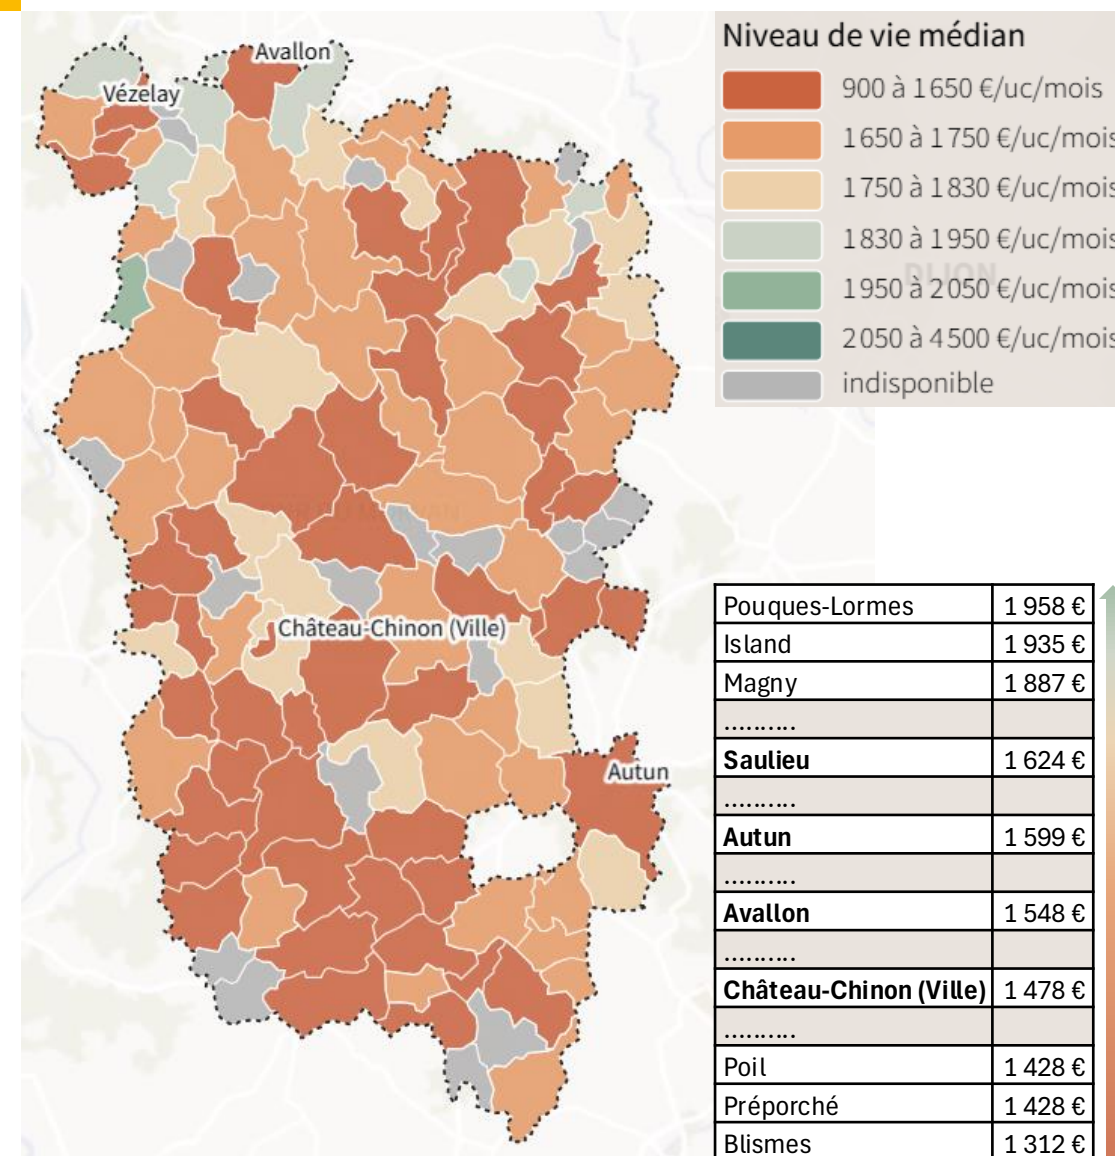 Niveau de vie médian
900 à 1650 €/uc/mois
1650 à 1750 €/uc/mois
1750 à 1830 €/uc/mois
1830 à 1950 €/uc/mois
DIJON
1950 à 2050 €/uc/mois
2050 à 4500 €/uc/mois
indisponible
Avallon
Vézelay
Château-Chinon (Ville)
Autun
Pouques-Lormes 1 958 €
Island 1 935 €
Magny 1 887 €
..........
Saulieu 1 624 €
..........
Autun 1 599 €
..........
Avallon 1 548 €
..........
Château-Chinon (Ville) 1 478 €
..........
Poil 1 428 €
Préporché 1 428 €
Blismes 1 312 €